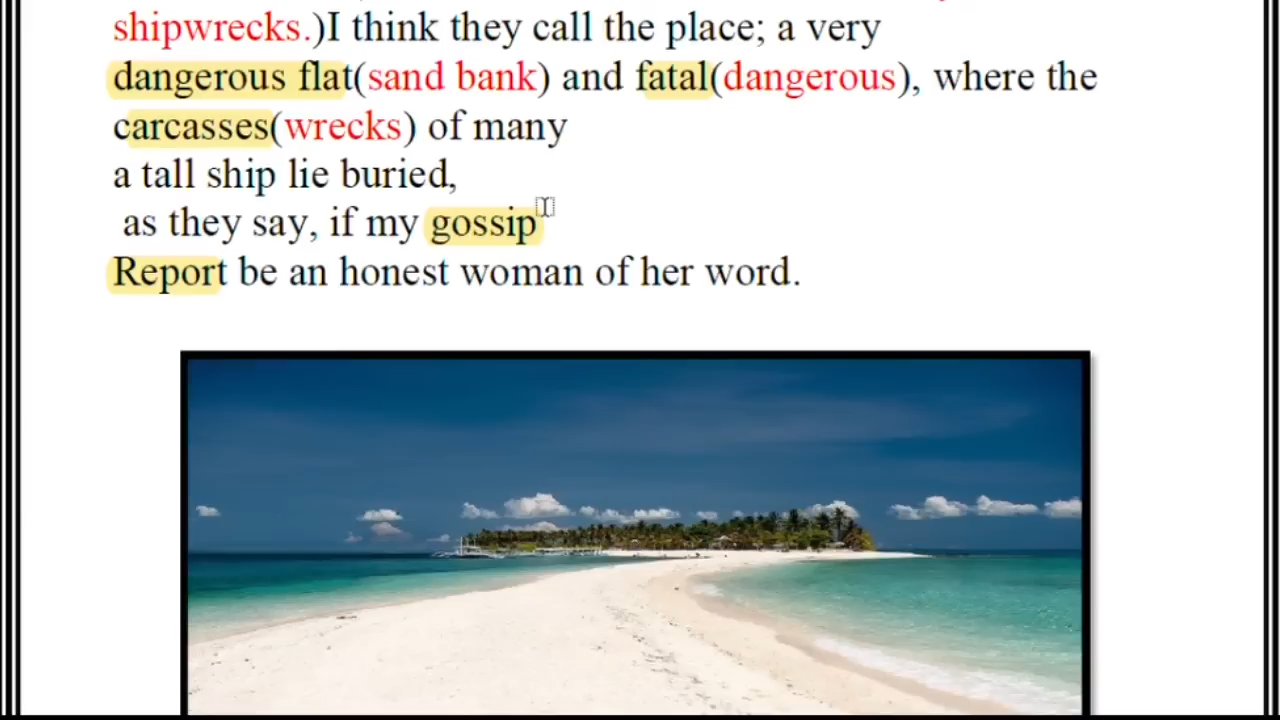 shipwrecks.)I think they call the place; a very
dangerous flat(sand bank) and fatal(dangerous), where the
carcasses(wrecks) of many
a tall ship lie buried,
as they say, if my gossip
Report be an honest woman of her word.